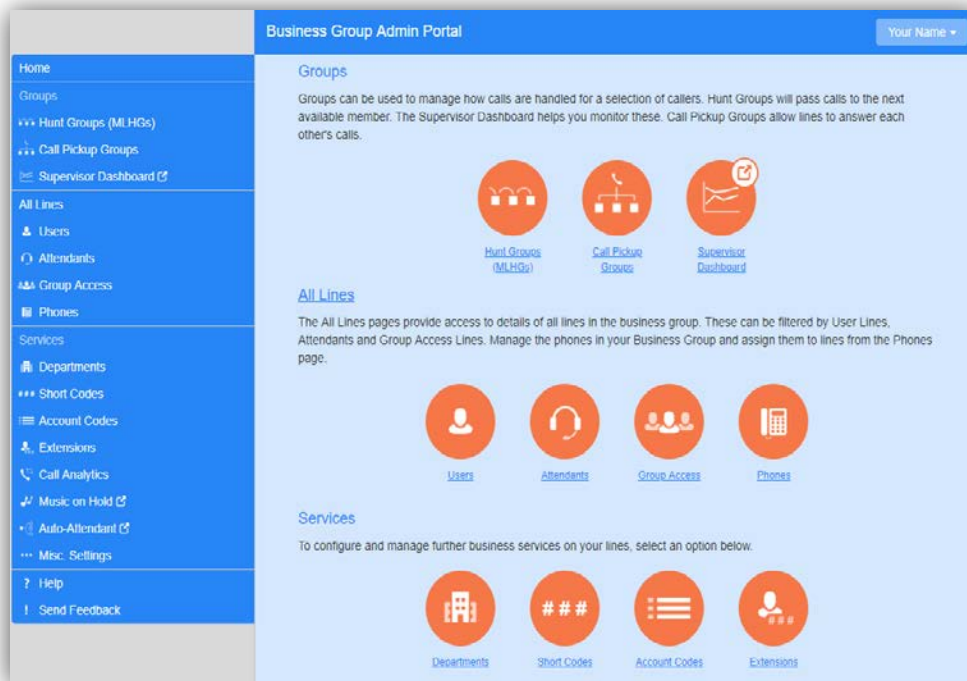 Business Group Admin Portal
Your Name
Home
Groups
Hunt Groups (MLHGs)
Call Pickup Groups
Supervisor Dashboard
All Lines
Users
Attendants
Group Access
Phones
Services
Departments
### Short Codes
Account Codes
Extensions
Call Analytics
Music on Hold
Auto-Attendant
Misc. Settings
? Help
! Send Feedback
Groups
Groups can be used to manage how calls are handled for a selection of callers. Hunt Groups will pass calls to the next
available member. The Supervisor Dashboard helps you monitor these. Call Pickup Groups allow lines to answer each
other's calls.
Hunt Groups
(MLHGs)
Call Pickup
Groups
Supervisor
Dashboard
All Lines
The All Lines pages provide access to details of all lines in the business group. These can be filtered by User Lines,
Attendants and Group Access Lines. Manage the phones in your Business Group and assign them to lines from the Phones
page.
Users
Attendants
Group Access
Phones
Services
To configure and manage further business services on your lines, select an option below.
###
###
Departments
Short Codes
Account Codes
Extensions